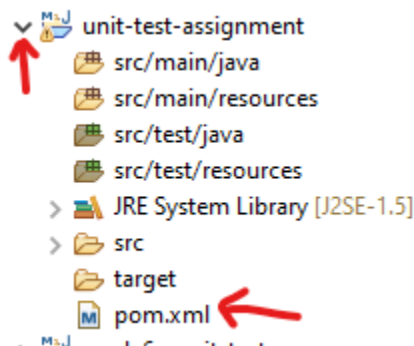 unit-test-assignment
src/main/java
src/main/resources
src/test/java
src/test/resources
JRE System Library [J2SE-1.5]
src
target
pom.xml